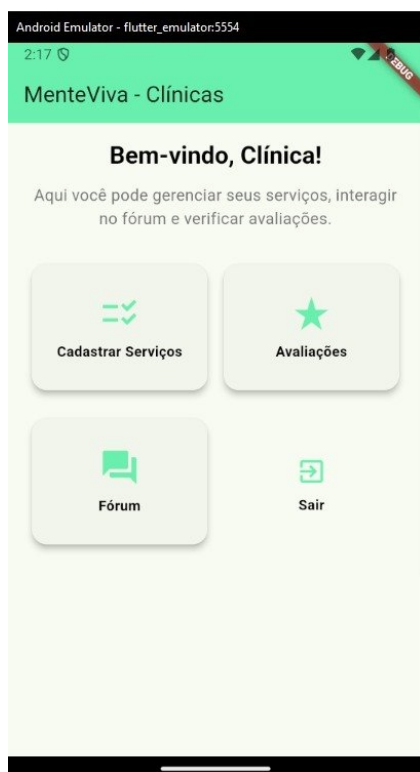 Android Emulator - flutter_emulator:5554
2:17
DEBUG
MenteViva - Clínicas
Bem-vindo, Clínica!
Aqui você pode gerenciar seus serviços, interagir
no fórum e verificar avaliações.
Cadastrar Serviços
Avaliações
Fórum
Sair